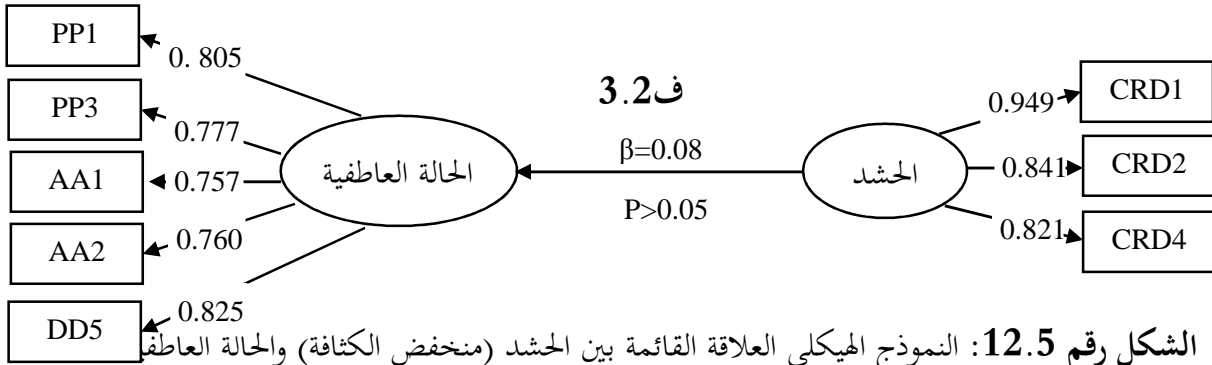 PP1
0. 805
ف3.2
CRD1
0.949
PP3
0.777
β=0.08
الحالة العاطفية
الحشد
AA1
0.757
0.841
CRD2
P>0.05
AA2
0.760
0.821
CRD4
DD5
0.825
الشكل رقم 12.5: النموذج الهيكلي العلاقة القائمة بين الحشد (منخفض الكثافة) والحالة